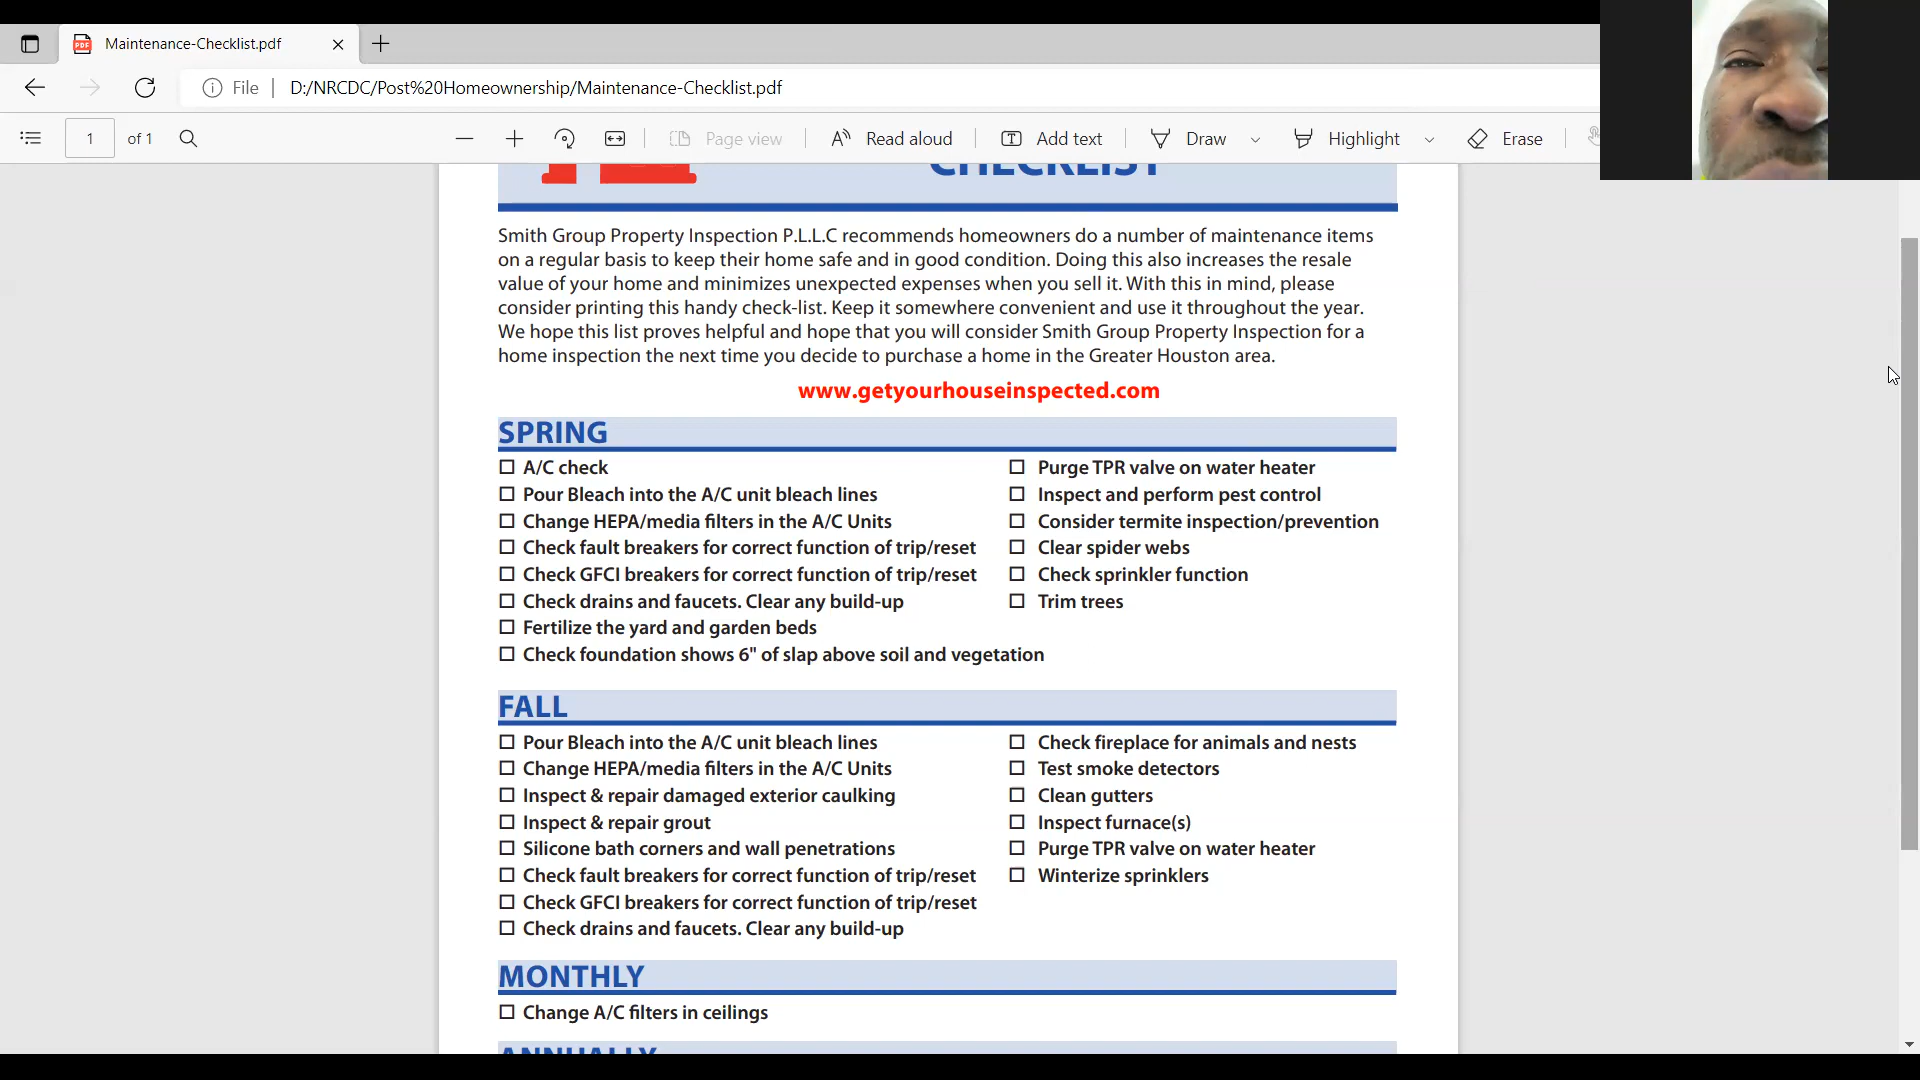 Maintenance-Checklist.pdf
File
D:/NRCDC/Post%20Homeownership/Maintenance-Checklist.pdf
1 of 1
Page view
Read aloud
Add text
Draw
Highlight
Erase
CHECKLIST
Smith Group Property Inspection P.L.L.C recommends homeowners do a number of maintenance items
on a regular basis to keep their home safe and in good condition. Doing this also increases the resale
value of your home and minimizes unexpected expenses when you sell it. With this in mind, please
consider printing this handy check-list. Keep it somewhere convenient and use it throughout the year.
We hope this list proves helpful and hope that you will consider Smith Group Property Inspection for a
home inspection the next time you decide to purchase a home in the Greater Houston area.
www.getyourhouseinspected.com
SPRING
A/C check
Pour Bleach into the A/C unit bleach lines
Change HEPA/media filters in the A/C Units
Check fault breakers for correct function of trip/reset
Check GFCI breakers for correct function of trip/reset
Check drains and faucets. Clear any build-up
Fertilize the yard and garden beds
Check foundation shows 6" of slap above soil and vegetation
Purge TPR valve on water heater
Inspect and perform pest control
Consider termite inspection/prevention
Clear spider webs
Check sprinkler function
Trim trees
FALL
Pour Bleach into the A/C unit bleach lines
Change HEPA/media filters in the A/C Units
Inspect & repair damaged exterior caulking
Inspect & repair grout
Silicone bath corners and wall penetrations
Check fault breakers for correct function of trip/reset
Check GFCI breakers for correct function of trip/reset
Check drains and faucets. Clear any build-up
Check fireplace for animals and nests
Test smoke detectors
Clean gutters
Inspect furnace(s)
Purge TPR valve on water heater
Winterize sprinklers
MONTHLY
Change A/C filters in ceilings
ANNUALLY